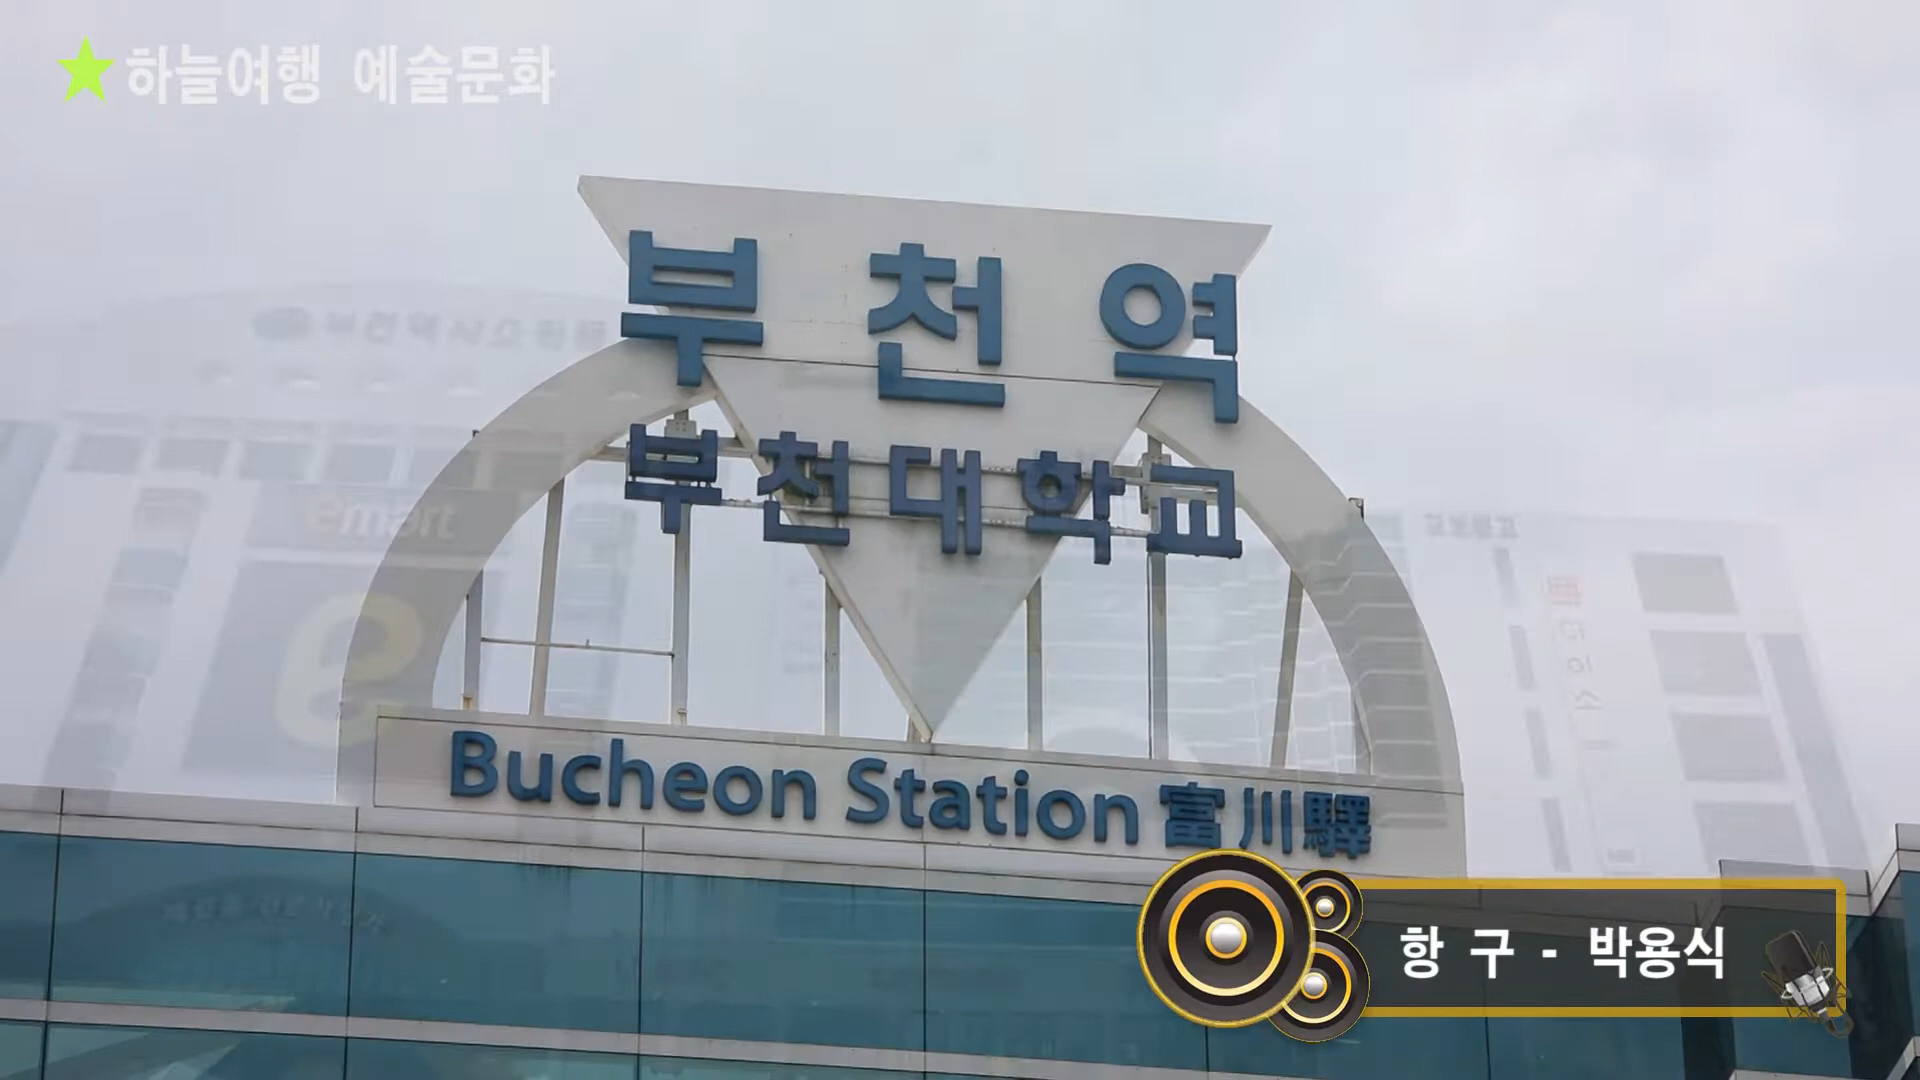 ★하늘여행 예술문화
부천역
부천대학교
emart
Bucheon Station 富川驛
항 구 - 박용식